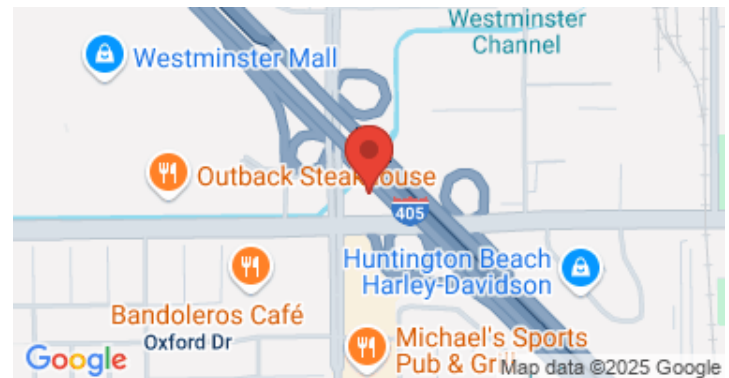 Westminster
Channel
Westminster Mall
Outback Steakhouse
405
Huntington Beach
Harley-Davidson
Bandoleros Café
Oxford Dr
Michael's Sports
Pub & Grill
Google
Map data ©2025 Google